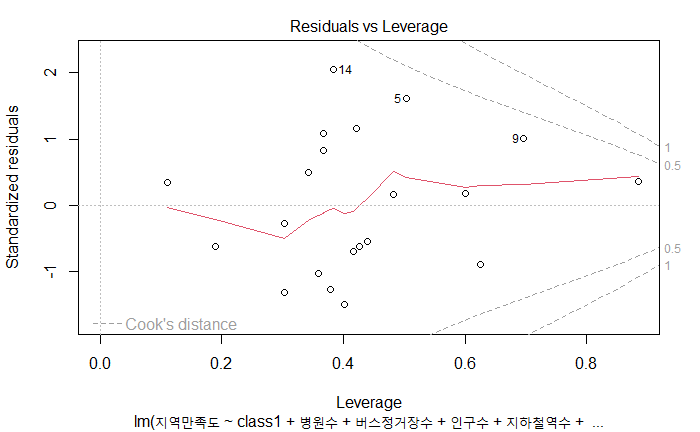 Residuals vs Leverage
Standardized residuals
2
1
0
-1
14
5
9
1
0.5
0.5
1
Cook's distance
0.0 0.2 0.4 0.6 0.8
Leverage
lm(지역만족도 ~ class1 + 병원수 + 버스정거장수 + 인구수 + 지하철역수 + ...